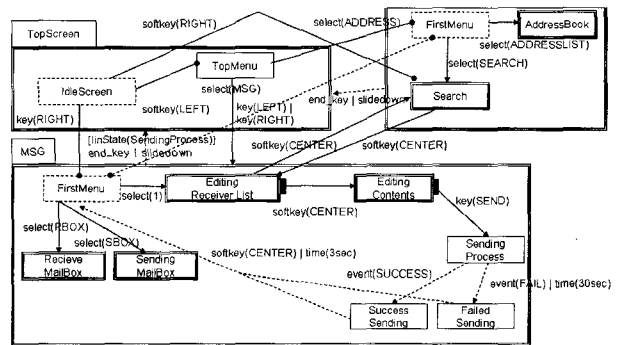 softkey(RIGHT)
select(ADDRESS)
FirstMenu
AddressBook
TopScreen
select(ADDRESSLIST)
TopMenu
select(SEARCH)
select(MSG)
IdleScreen
key(LEFT) |
key(RIGHT)
end_key | slidedown
Search
softkey(LEFT)
key(RIGHT)
[!inState(SendingProcess)]
end_key | slidedown
softkey(CENTER)
softkey(CENTER)
MSG
FirstMenu
select(1)
Editing
Receiver List
Editing
Contents
softkey(CENTER)
key(SEND)
select(RBOX)
select(SBOX)
Sending
Process
Recieve
MailBox
Sending
MailBox
softkey(CENTER) | time(3sec)
event(SUCCESS)
event(FAIL) | time(30sec)
Success
Sending
Failed
Sending